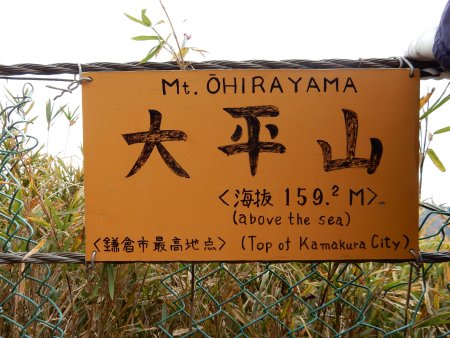 Mt. ŌHIRAYAMA
大平山
<海抜 159.² M>
(above the sea)
<鎌倉市最高地点> (Top of Kamakura City)